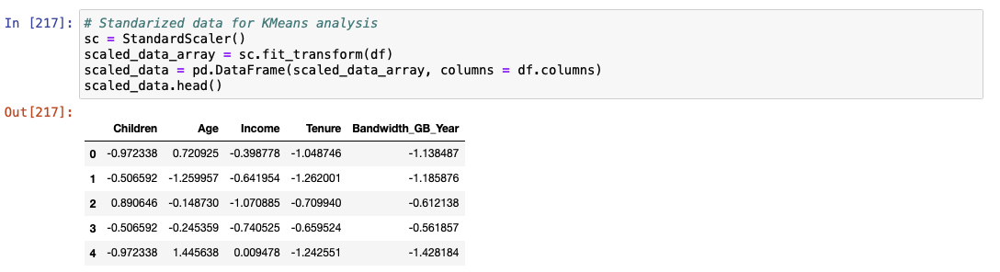 In [217]: # Standarized data for KMeans analysis
sc = StandardScaler()
scaled_data_array = sc.fit_transform(df)
scaled_data = pd.DataFrame(scaled_data_array, columns = df.columns)
scaled_data.head()
Out[217]:
Children Age Income Tenure Bandwidth_GB_Year
0 -0.972338 0.720925 -0.398778 -1.048746 -1.138487
1 -0.506592 -1.259957 -0.641954 -1.262001 -1.185876
2 0.890646 -0.148730 -1.070885 -0.709940 -0.612138
3 -0.506592 -0.245359 -0.740525 -0.659524 -0.561857
4 -0.972338 1.445638 0.009478 -1.242551 -1.428184